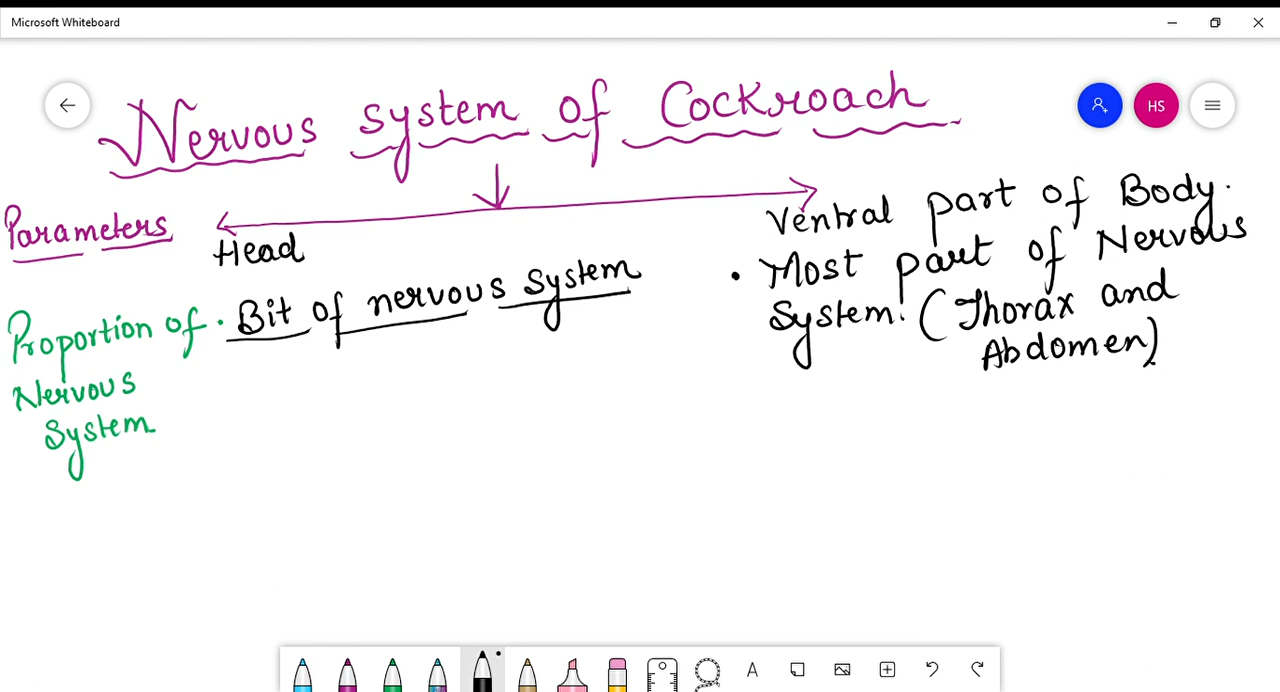 Microsoft Whiteboard
Nervous system of Cockroach
HS
Parameters
Head
Ventral part of Body.
Proportion of
Nervous
System
· Bit of nervous system
· Most part of Nervous
System. (Thorax and
Abdomen)
A